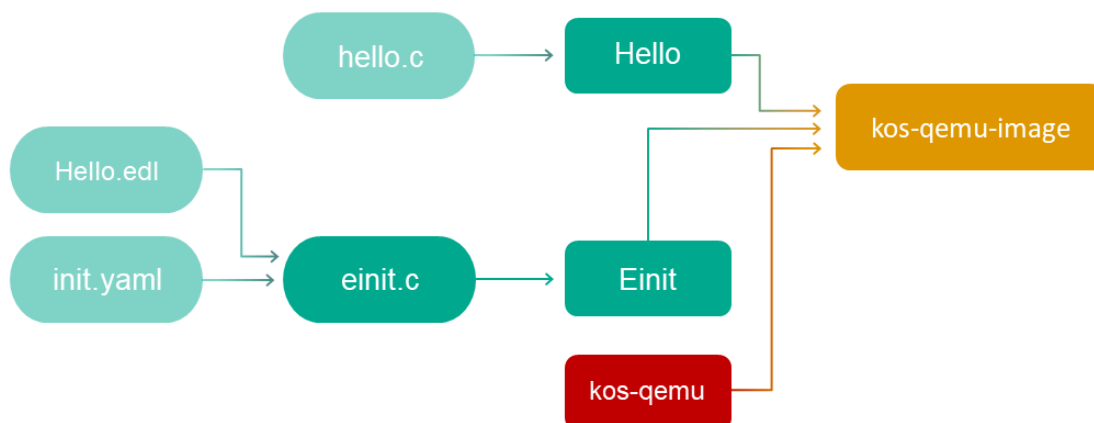 hello.c
Hello
kos-qemu-image
Hello.edl
init.yaml
einit.c
Einit
kos-qemu